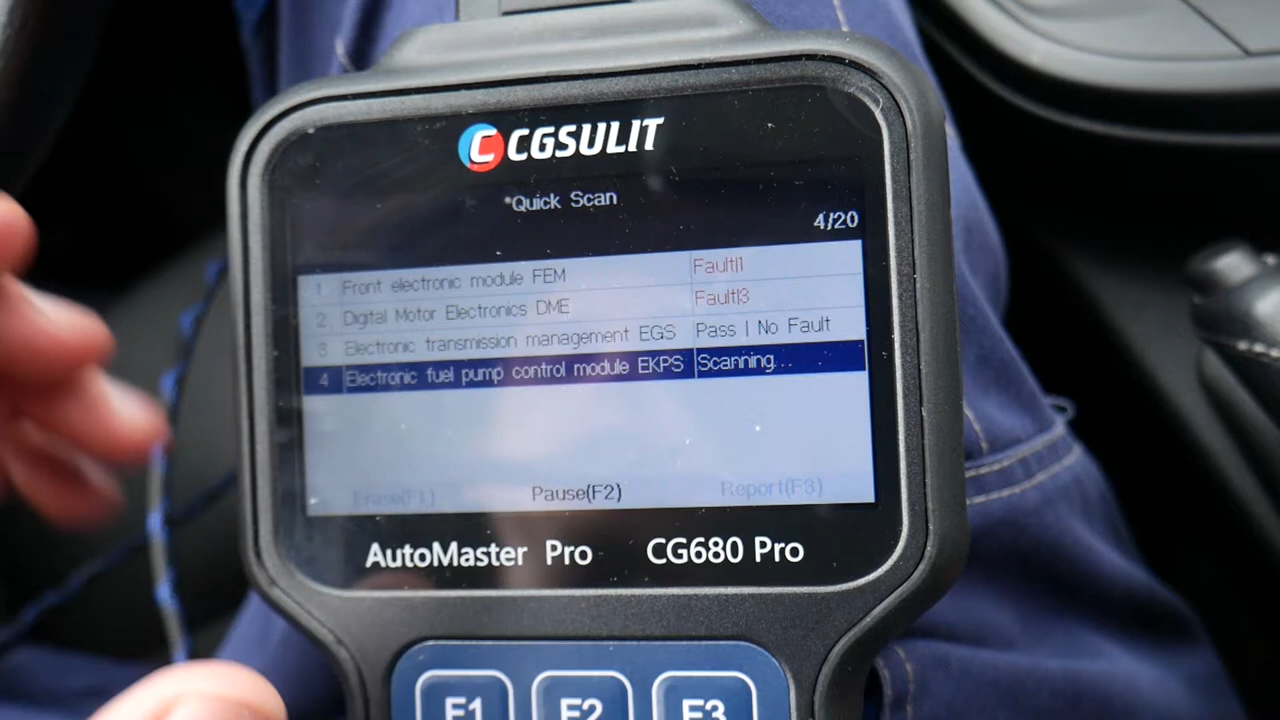 CGSULIT
*Quick Scan
4/20
1 Front electronic module FEM Fault|1
2 Digital Motor Electronics DME Fault|3
3 Electronic transmission management EGS Pass | No Fault
4 Electronic fuel pump control module EKPS Scanning...
Erase(F1) Pause(F2) Report(F3)
AutoMaster Pro CG680 Pro
F1 F2 F3